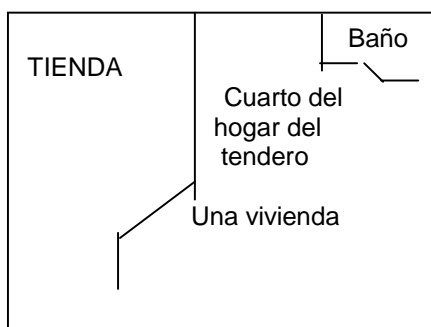 Baño
TIENDA
Cuarto del
hogar del
tendero
Una vivienda